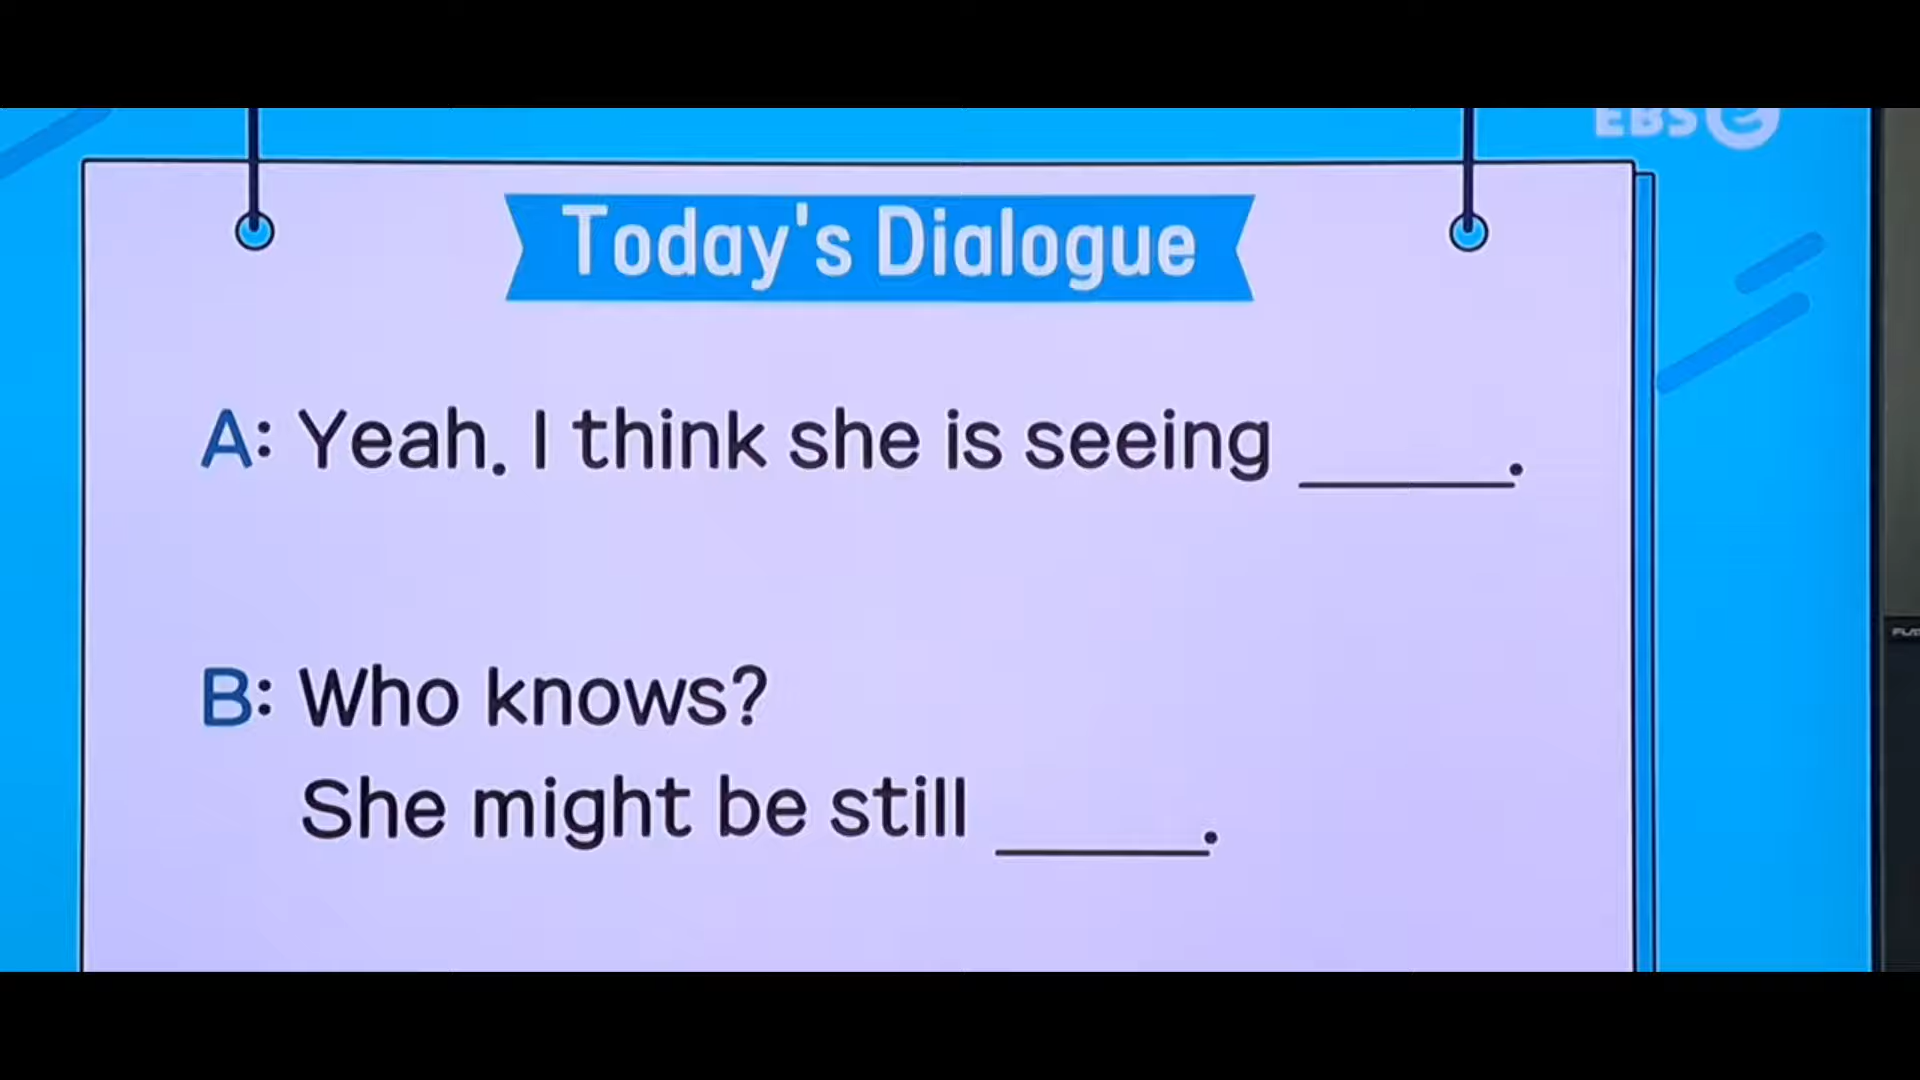 EBS
Today's Dialogue
A: Yeah. I think she is seeing ______.
B: Who knows?
She might be still ______.